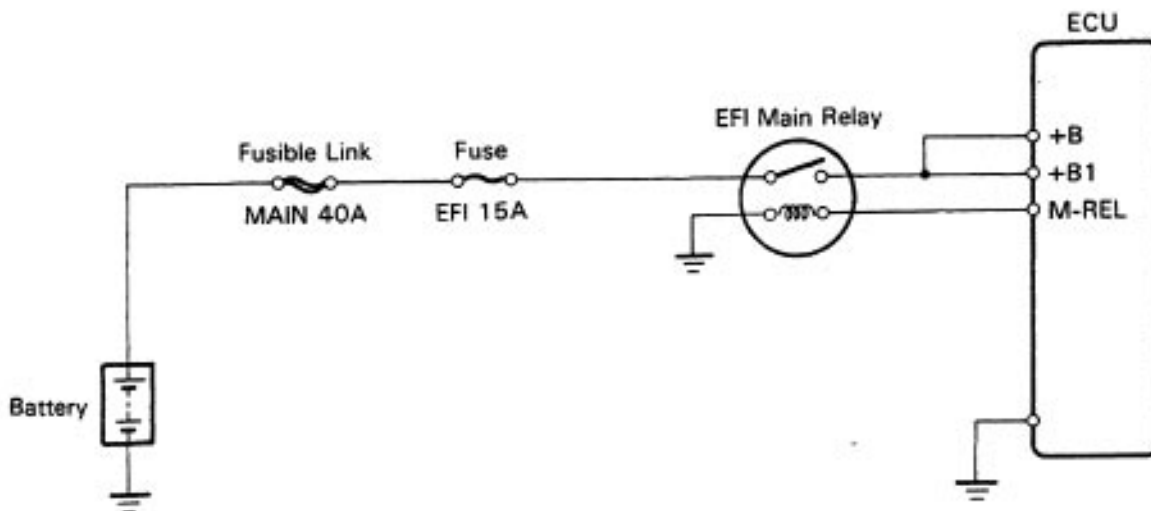 ECU
EFI Main Relay
+B
Fusible Link
Fuse
+B1
MAIN 40A
EFI 15A
M-REL
Battery